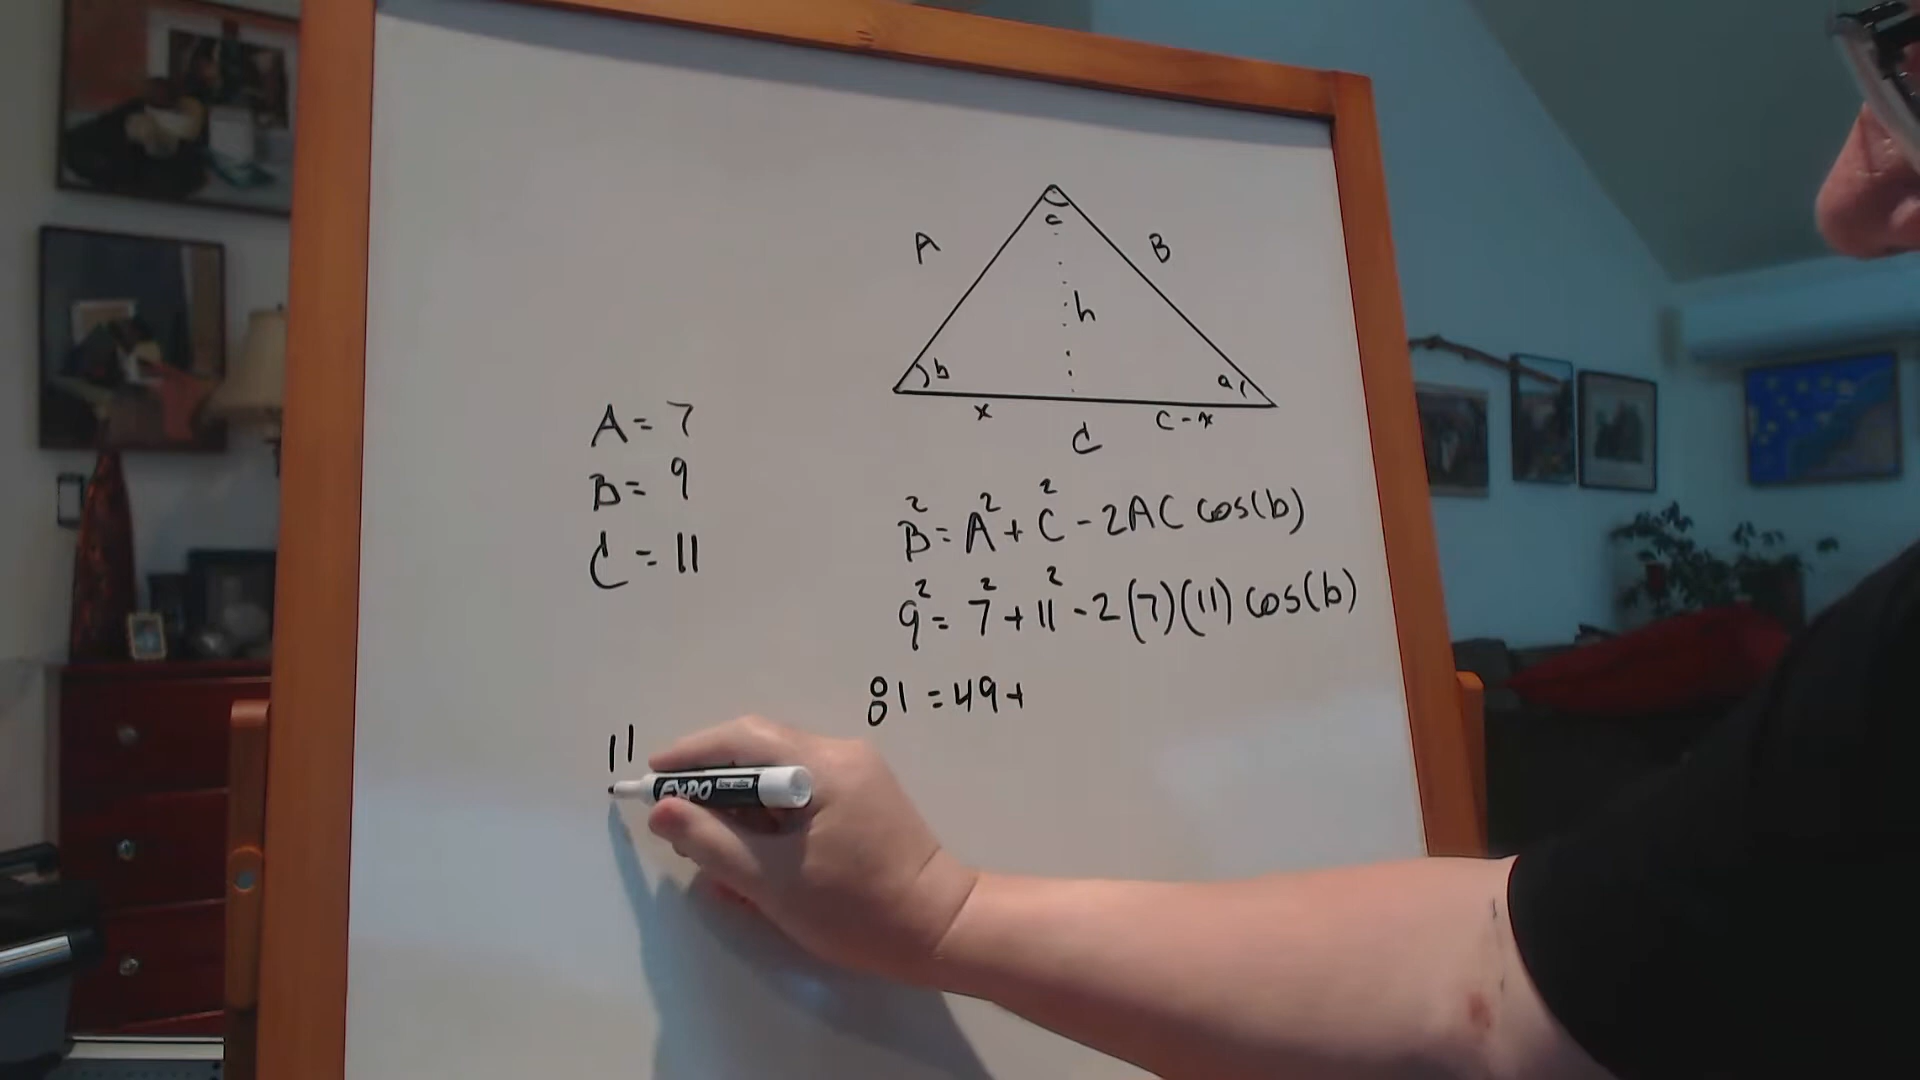 c
A
B
h
b
a
x
C - x
C
A = 7
B = 9
C = 11
B² = A² + C² - 2AC cos(b)
9² = 7² + 11² - 2(7)(11) cos(b)
81 = 49 +
11
EXPO